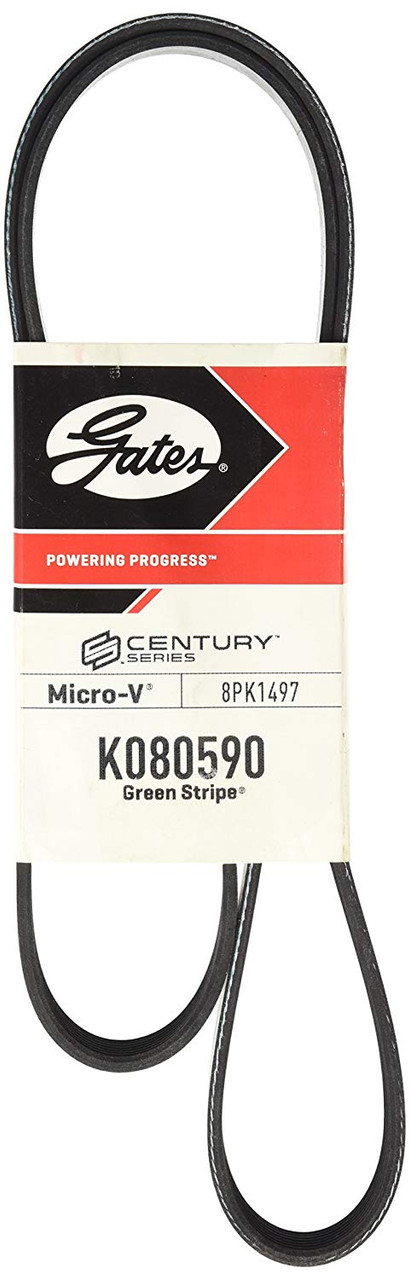 Gates®
POWERING PROGRESS™
CENTURY™
SERIES
Micro-V® 8PK1497
K080590
Green Stripe®